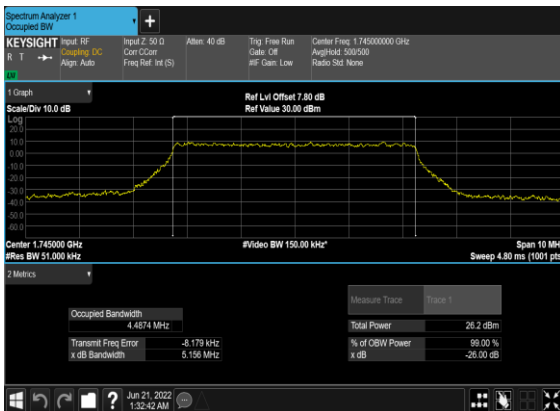 Spectrum Analyzer 1
Occupied BW
KEYSIGHT
R T
LV
Input: RF
Coupling: DC
Align: Auto
Input Z: 50 Ω
Corr CCorr
Freq Ref: Int (S)
Atten: 40 dB
Trig: Free Run
Gate: Off
#IF Gain: Low
Center Freq: 1.745000000 GHz
Avg|Hold: 500/500
Radio Std: None
1 Graph
Scale/Div 10.0 dB
Ref Lvl Offset 7.80 dB
Ref Value 30.00 dBm
Log
20.0
10.0
0.00
-10.0
-20.0
-30.0
-40.0
-50.0
-60.0
Center 1.745000 GHz
#Res BW 51.000 kHz
#Video BW 150.00 kHz*
Span 10 MH
Sweep 4.80 ms (1001 pts
2 Metrics
Measure Trace Trace 1
Occupied Bandwidth
4.4874 MHz
Total Power 26.2 dBm
Transmit Freq Error -8.179 kHz
% of OBW Power 99.00 %
x dB Bandwidth 5.156 MHz
x dB -26.00 dB
?
Jun 21, 2022
1:32:42 AM